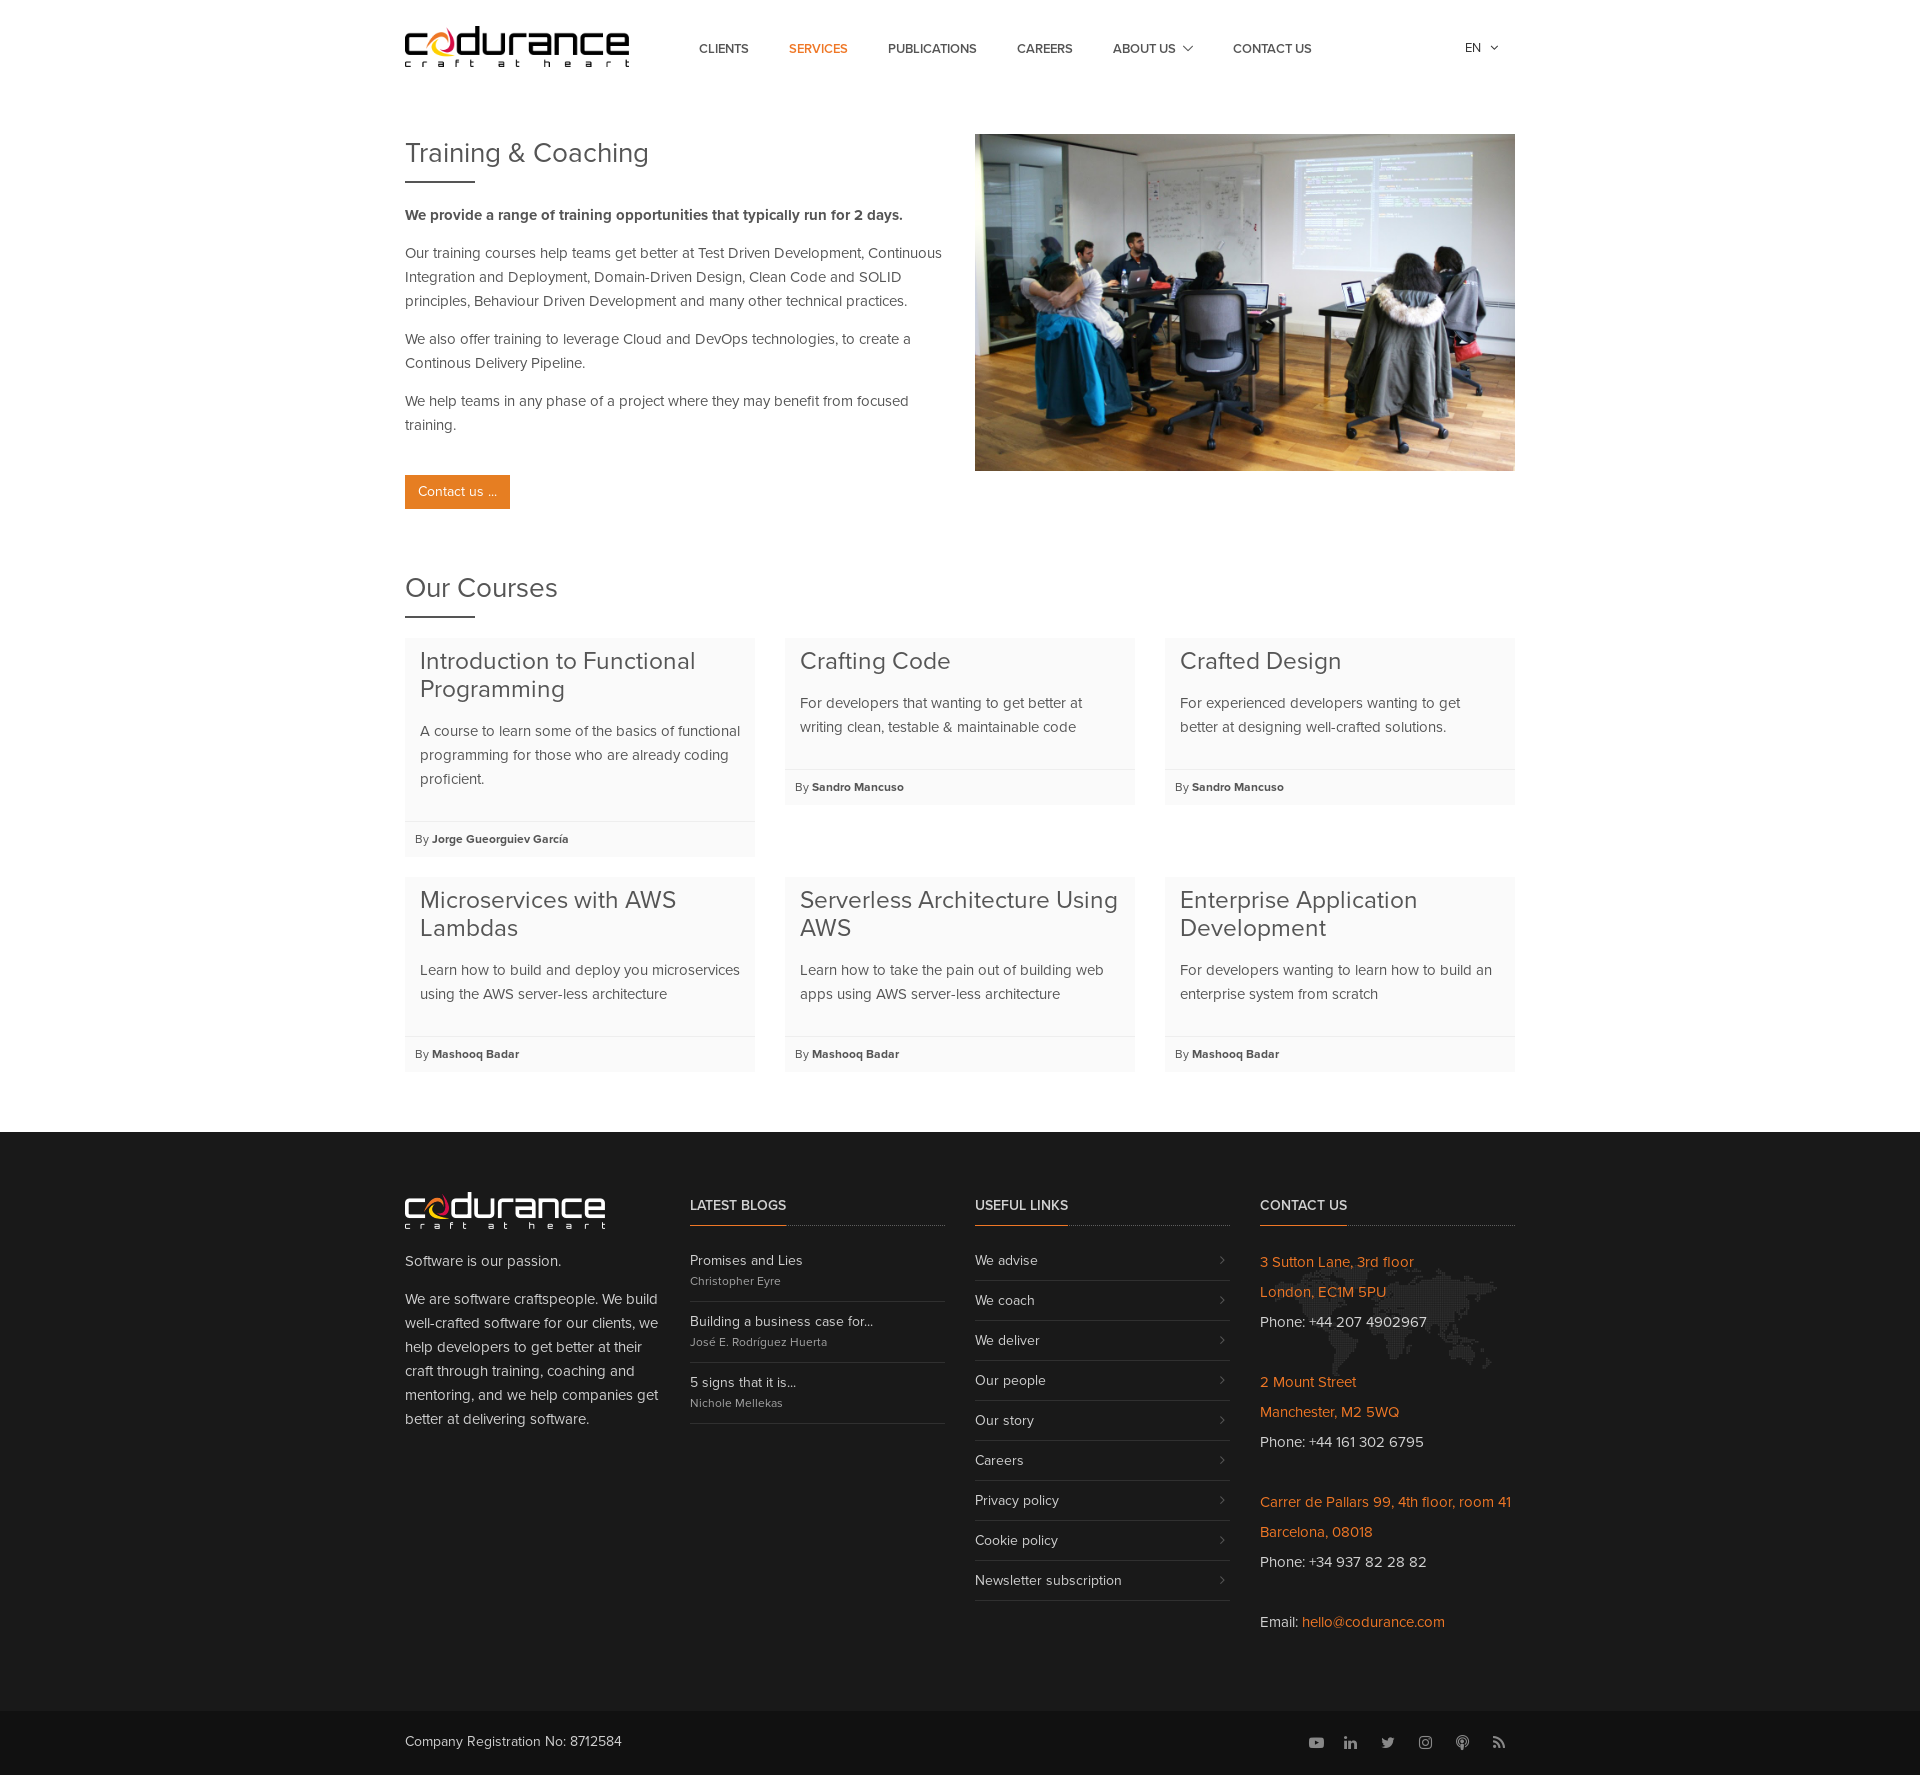 codurance
craft at heart
CLIENTS
SERVICES
PUBLICATIONS
CAREERS
ABOUT US
CONTACT US
EN
Training & Coaching
We provide a range of training opportunities that typically run for 2 days.
Our training courses help teams get better at Test Driven Development, Continuous
Integration and Deployment, Domain-Driven Design, Clean Code and SOLID
principles, Behaviour Driven Development and many other technical practices.
We also offer training to leverage Cloud and DevOps technologies, to create a
Continous Delivery Pipeline.
We help teams in any phase of a project where they may benefit from focused
training.
Contact us ...
Our Courses
Introduction to Functional
Programming
A course to learn some of the basics of functional
programming for those who are already coding
proficient.
By Jorge Gueorguiev García
Crafting Code
For developers that wanting to get better at
writing clean, testable & maintainable code
By Sandro Mancuso
Crafted Design
For experienced developers wanting to get
better at designing well-crafted solutions.
By Sandro Mancuso
Microservices with AWS
Lambdas
Learn how to build and deploy you microservices
using the AWS server-less architecture
By Mashooq Badar
Serverless Architecture Using
AWS
Learn how to take the pain out of building web
apps using AWS server-less architecture
By Mashooq Badar
Enterprise Application
Development
For developers wanting to learn how to build an
enterprise system from scratch
By Mashooq Badar
codurance
craft at heart
Software is our passion.
We are software craftspeople. We build
well-crafted software for our clients, we
help developers to get better at their
craft through training, coaching and
mentoring, and we help companies get
better at delivering software.
LATEST BLOGS
Promises and Lies
Christopher Eyre
Building a business case for...
José E. Rodríguez Huerta
5 signs that it is...
Nichole Mellekas
USEFUL LINKS
We advise
We coach
We deliver
Our people
Our story
Careers
Privacy policy
Cookie policy
Newsletter subscription
CONTACT US
3 Sutton Lane, 3rd floor
London, EC1M 5PU
Phone: +44 207 4902967
2 Mount Street
Manchester, M2 5WQ
Phone: +44 161 302 6795
Carrer de Pallars 99, 4th floor, room 41
Barcelona, 08018
Phone: +34 937 82 28 82
Email: hello@codurance.com
Company Registration No: 8712584